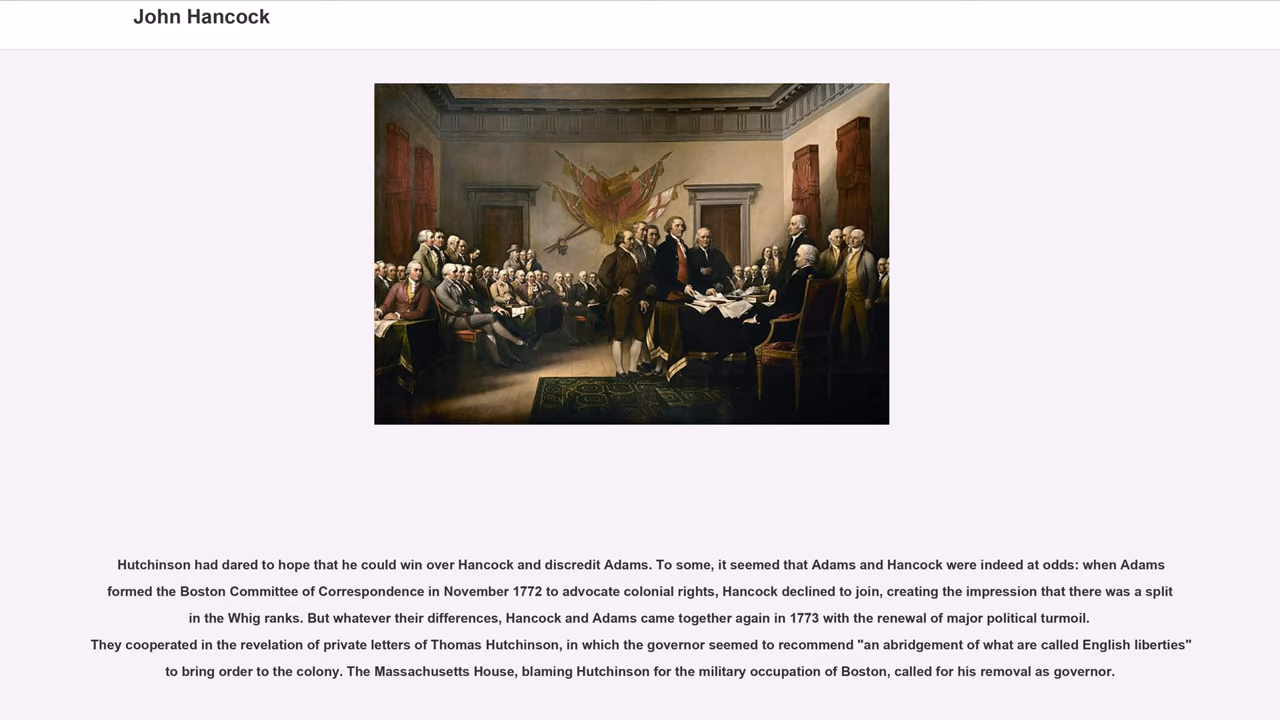 John Hancock
Hutchinson had dared to hope that he could win over Hancock and discredit Adams. To some, it seemed that Adams and Hancock were indeed at odds: when Adams
formed the Boston Committee of Correspondence in November 1772 to advocate colonial rights, Hancock declined to join, creating the impression that there was a split
in the Whig ranks. But whatever their differences, Hancock and Adams came together again in 1773 with the renewal of major political turmoil.
They cooperated in the revelation of private letters of Thomas Hutchinson, in which the governor seemed to recommend "an abridgement of what are called English liberties"
to bring order to the colony. The Massachusetts House, blaming Hutchinson for the military occupation of Boston, called for his removal as governor.